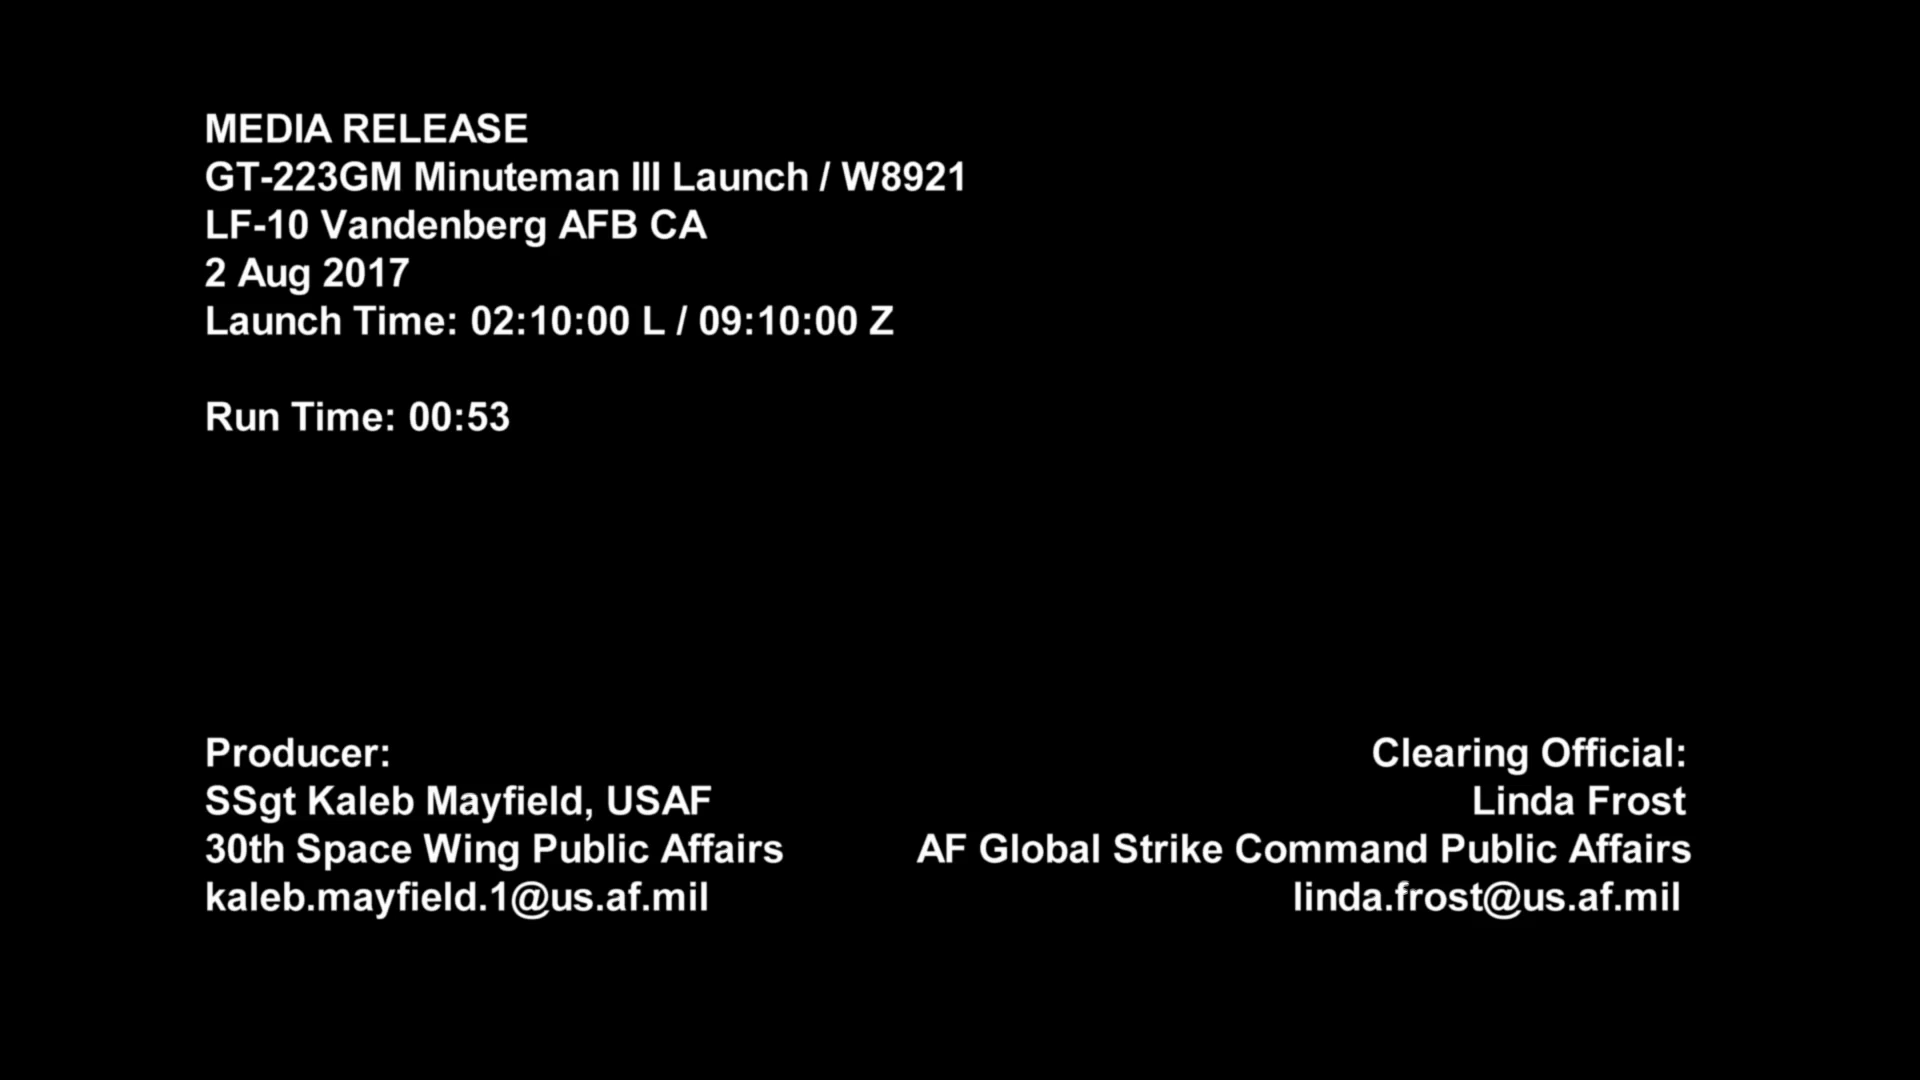 MEDIA RELEASE
GT-223GM Minuteman III Launch / W8921
LF-10 Vandenberg AFB CA
2 Aug 2017
Launch Time: 02:10:00 L / 09:10:00 Z
Run Time: 00:53
Producer:
SSgt Kaleb Mayfield, USAF
30th Space Wing Public Affairs
kaleb.mayfield.1@us.af.mil
Clearing Official:
Linda Frost
AF Global Strike Command Public Affairs
linda.frost@us.af.mil